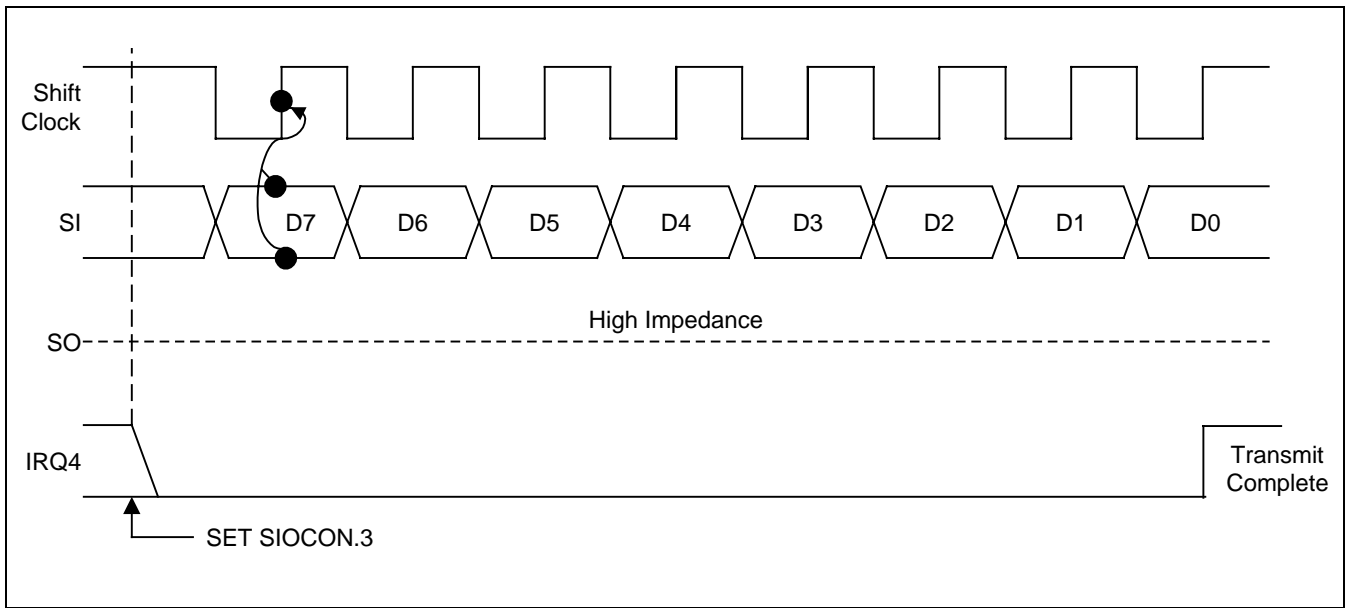 Shift
Clock
SI
D7
D6
D5
D4
D3
D2
D1
D0
High Impedance
SO
IRQ4
Transmit
Complete
SET SIOCON.3